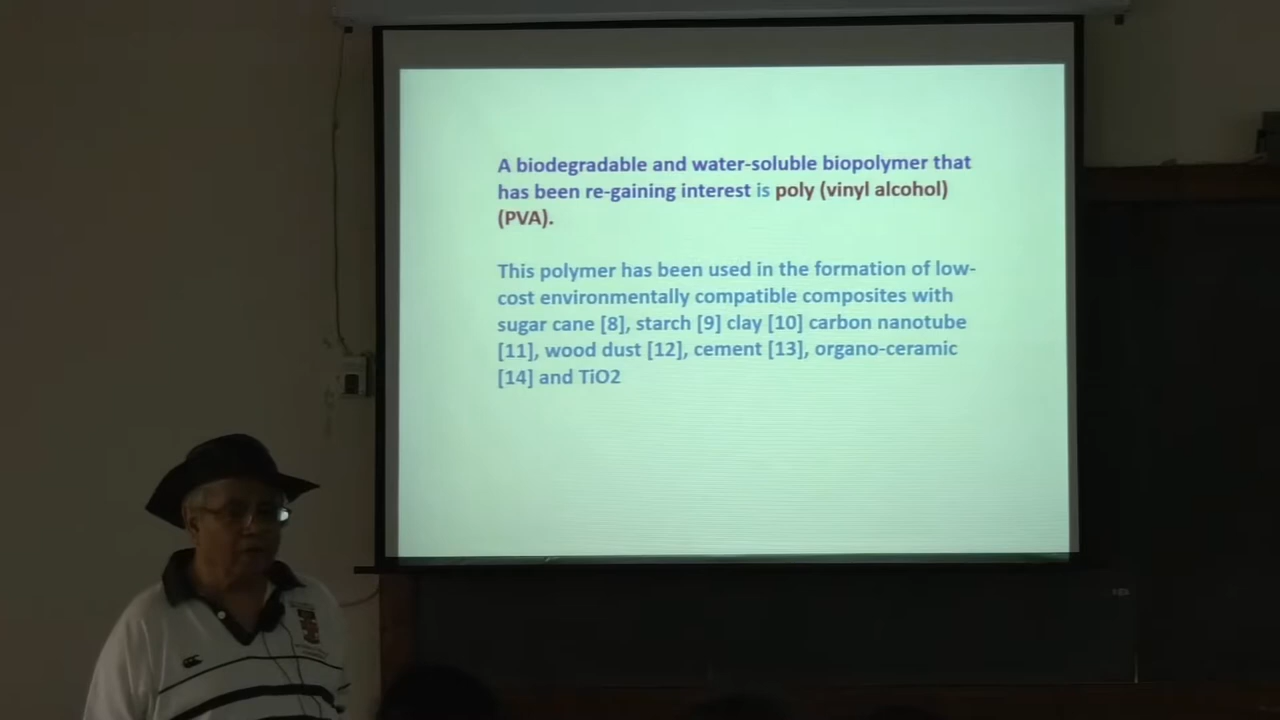 A biodegradable and water-soluble biopolymer that
has been re-gaining interest is poly (vinyl alcohol)
(PVA).
This polymer has been used in the formation of low-
cost environmentally compatible composites with
sugar cane [8], starch [9] clay [10] carbon nanotube
[11], wood dust [12], cement [13], organo-ceramic
[14] and TiO2